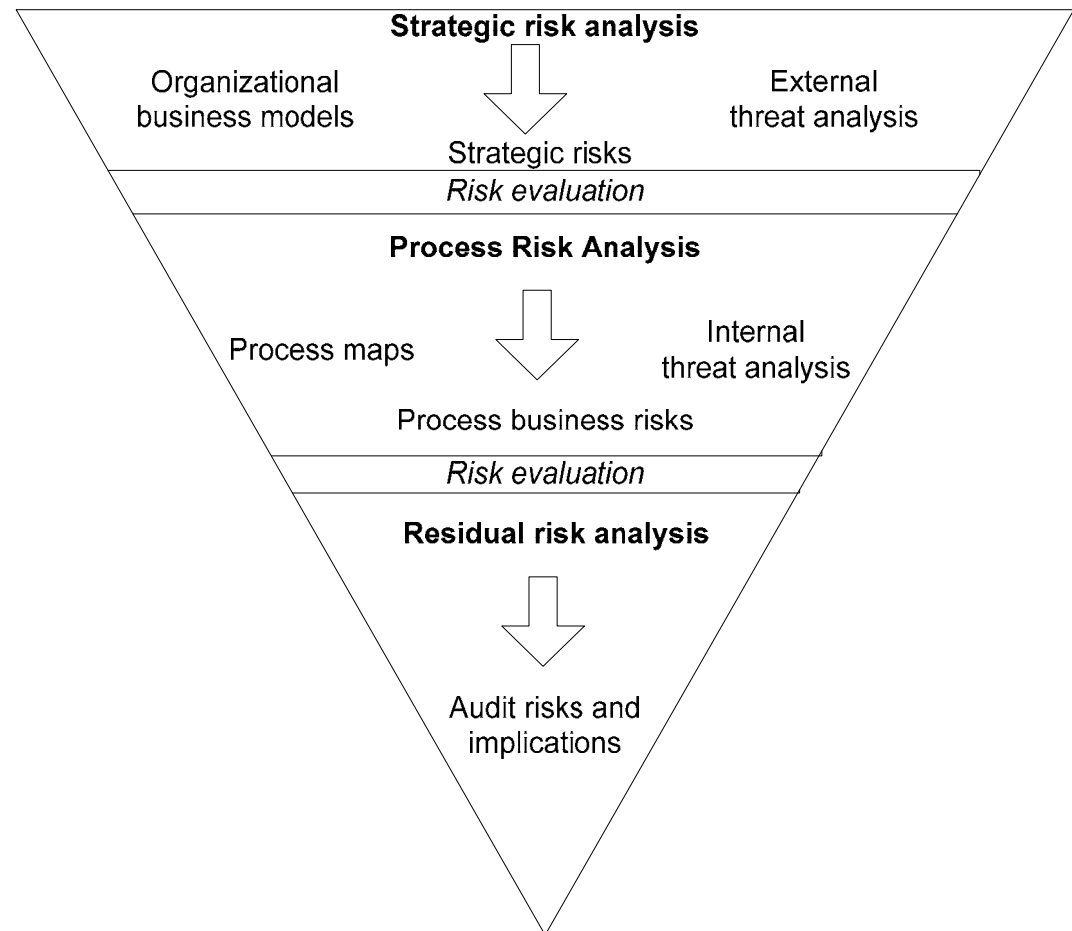 Strategic risk analysis
Organizational
business models
External
threat analysis
Strategic risks
Risk evaluation
Process Risk Analysis
Process maps
Internal
threat analysis
Process business risks
Risk evaluation
Residual risk analysis
Audit risks and
implications